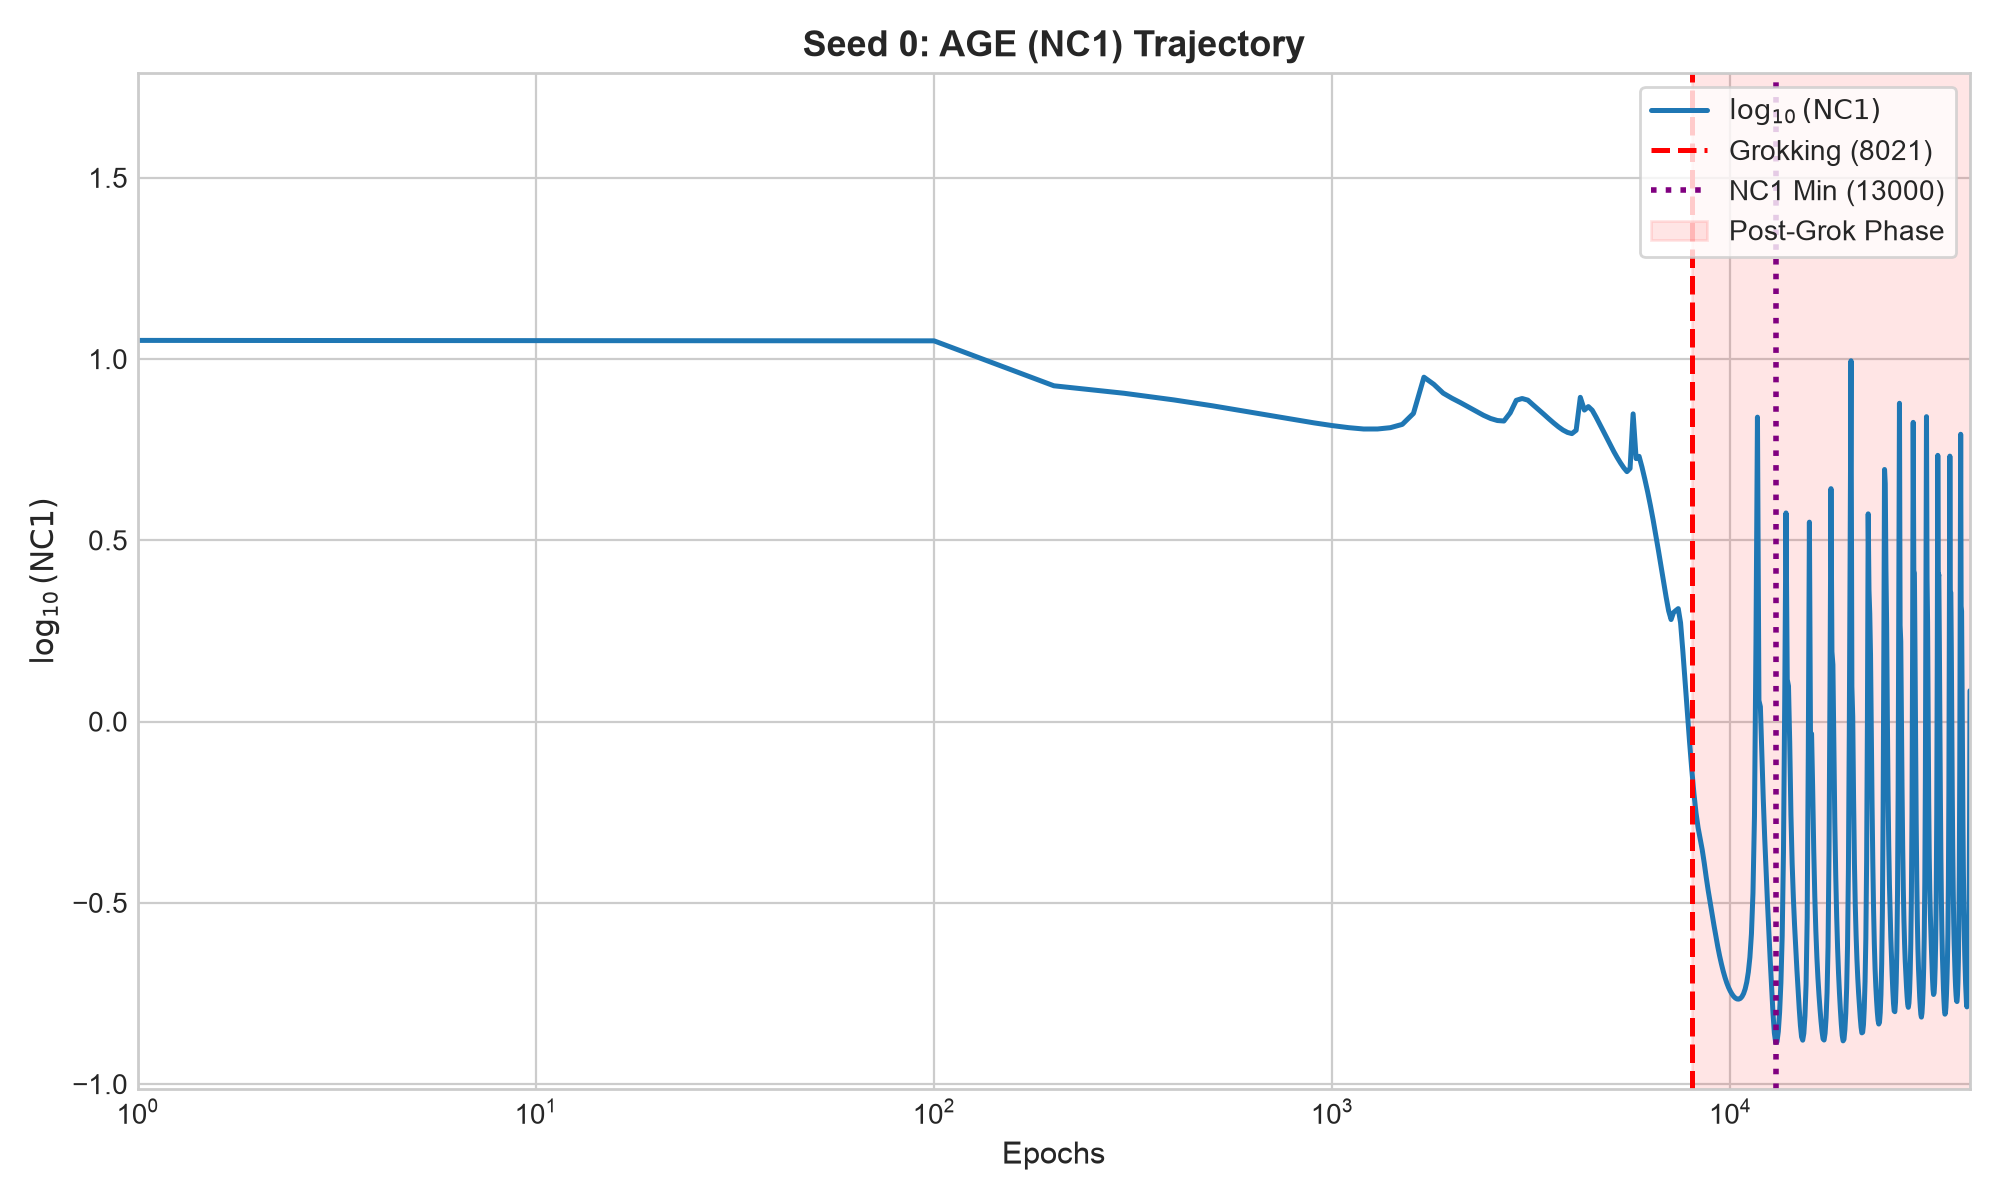 Seed 0: AGE (NC1) Trajectory
log₁₀ (NC1)
Grokking (8021)
NC1 Min (13000)
Post-Grok Phase
log₁₀ (NC1)
1.5
1.0
0.5
0.0
−0.5
−1.0
10⁰ 10¹ 10² 10³ 10⁴
Epochs